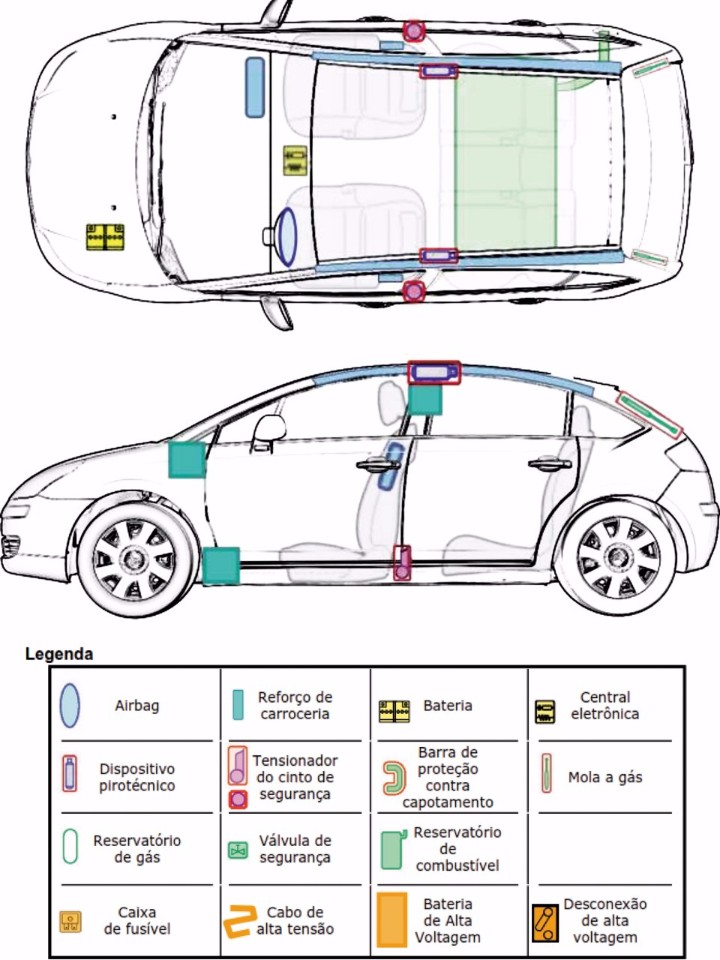 Legenda
Airbag
Reforço de
carroceria
Bateria
Central
eletrônica
Dispositivo
pirotécnico
Tensionador
do cinto de
segurança
Barra de
proteção
contra
capotamento
Mola a gás
Reservatório
de gás
Válvula de
segurança
Reservatório
de
combustível
Caixa
de fusível
Cabo de
alta tensão
Bateria
de Alta
Voltagem
Desconexão
de alta
voltagem